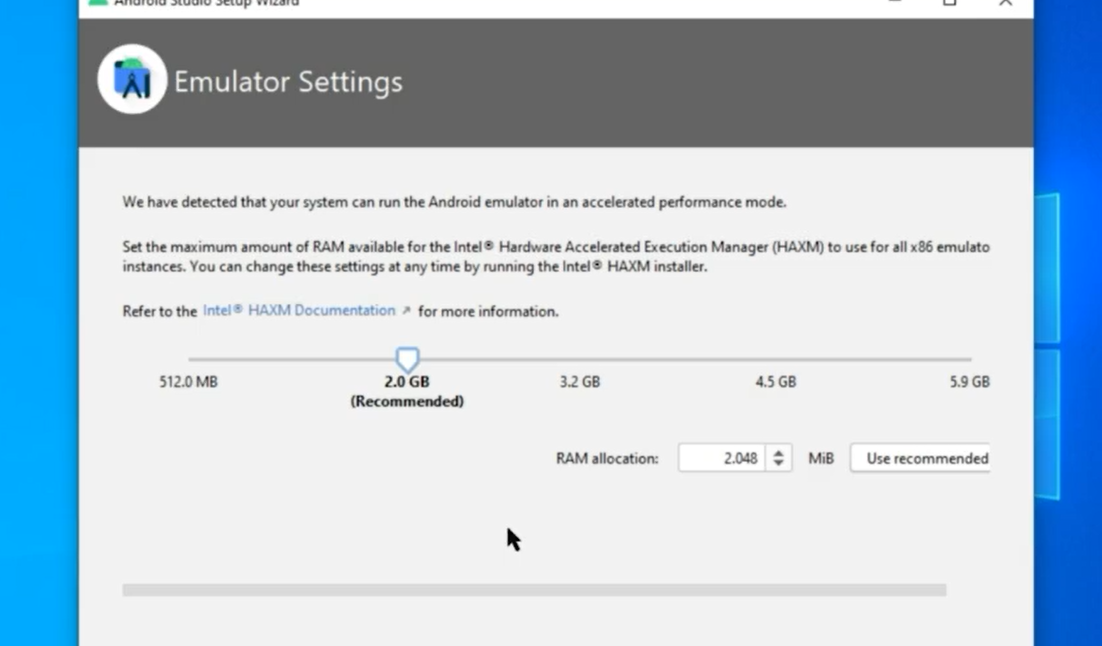 Android Studio Setup Wizard
Emulator Settings
We have detected that your system can run the Android emulator in an accelerated performance mode.
Set the maximum amount of RAM available for the Intel® Hardware Accelerated Execution Manager (HAXM) to use for all x86 emulato
instances. You can change these settings at any time by running the Intel® HAXM installer.
Refer to the Intel® HAXM Documentation ↗ for more information.
512.0 MB 2.0 GB 3.2 GB 4.5 GB 5.9 GB
(Recommended)
RAM allocation: 2.048 MiB Use recommended